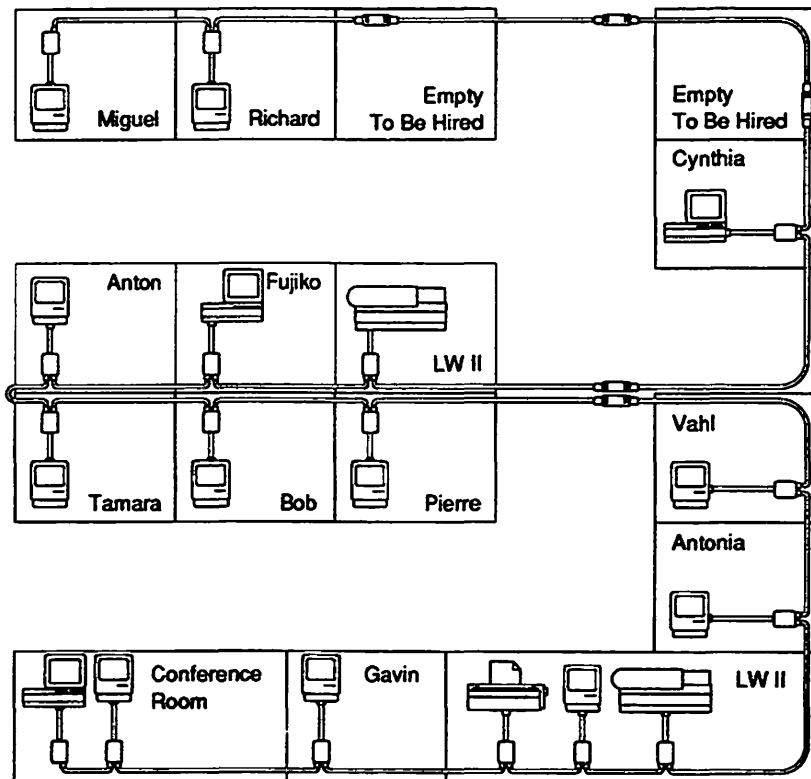 Miguel
Richard
Empty
To Be Hired
Empty
To Be Hired
Cynthia
Anton
Fujiko
LW II
Tamara
Bob
Pierre
Vahl
Antonia
Conference
Room
Gavin
LW II